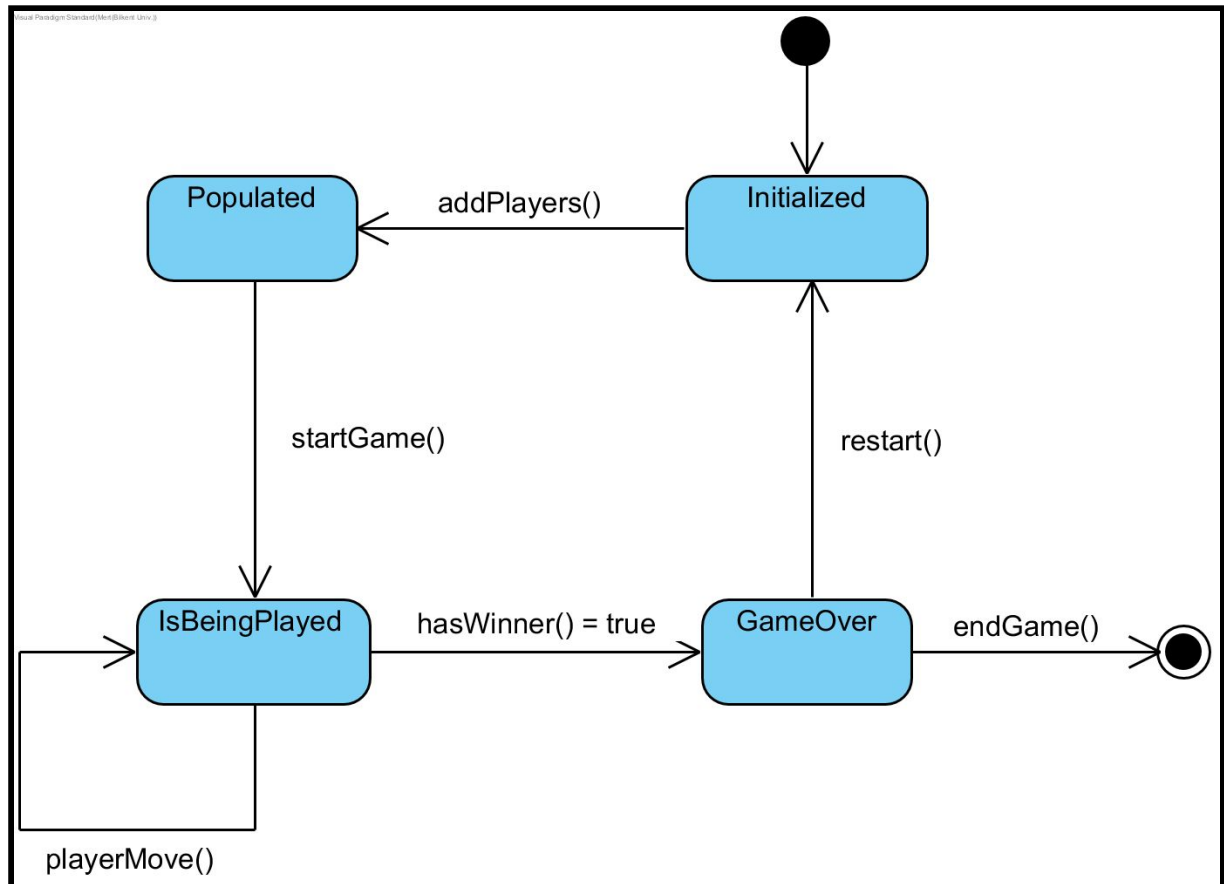 Visual Paradigm Standard(Mert(Bilkent Univ.))
Populated
addPlayers()
Initialized
startGame()
restart()
IsBeingPlayed
hasWinner() = true
GameOver
endGame()
playerMove()